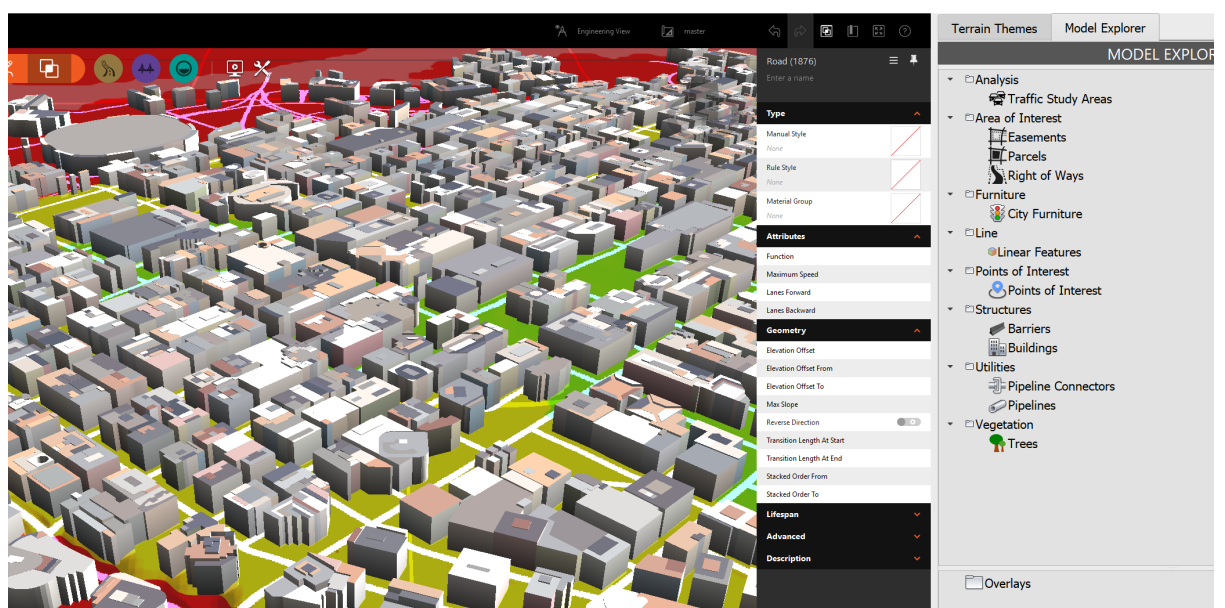 Engineering View
master
Road (1876)
Enter a name
Type
Manual Style
None
Rule Style
None
Material Group
None
Attributes
Function
Maximum Speed
Lanes Forward
Lanes Backward
Geometry
Elevation Offset
Elevation Offset From
Elevation Offset To
Max Slope
Reverse Direction
Transition Length At Start
Transition Length At End
Stacked Order From
Stacked Order To
Lifespan
Advanced
Description
Terrain Themes Model Explorer
MODEL EXPLOR
Analysis
Traffic Study Areas
Area of Interest
Easements
Parcels
Right of Ways
Furniture
City Furniture
Line
Linear Features
Points of Interest
Points of Interest
Structures
Barriers
Buildings
Utilities
Pipeline Connectors
Pipelines
Vegetation
Trees
Overlays